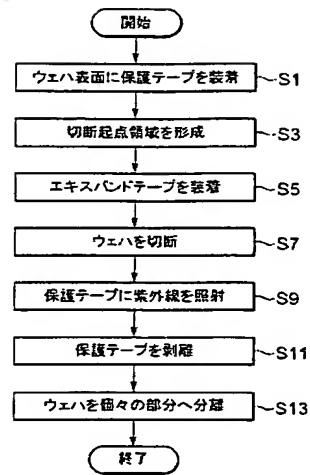 開始
ウェハ表面に保護テープを装着 S1
切断起点領域を形成 S3
エキスパンドテープを装着 S5
ウェハを切断 S7
保護テープに紫外線を照射 S9
保護テープを剥離 S11
ウェハを個々の部分へ分離 S13
終了